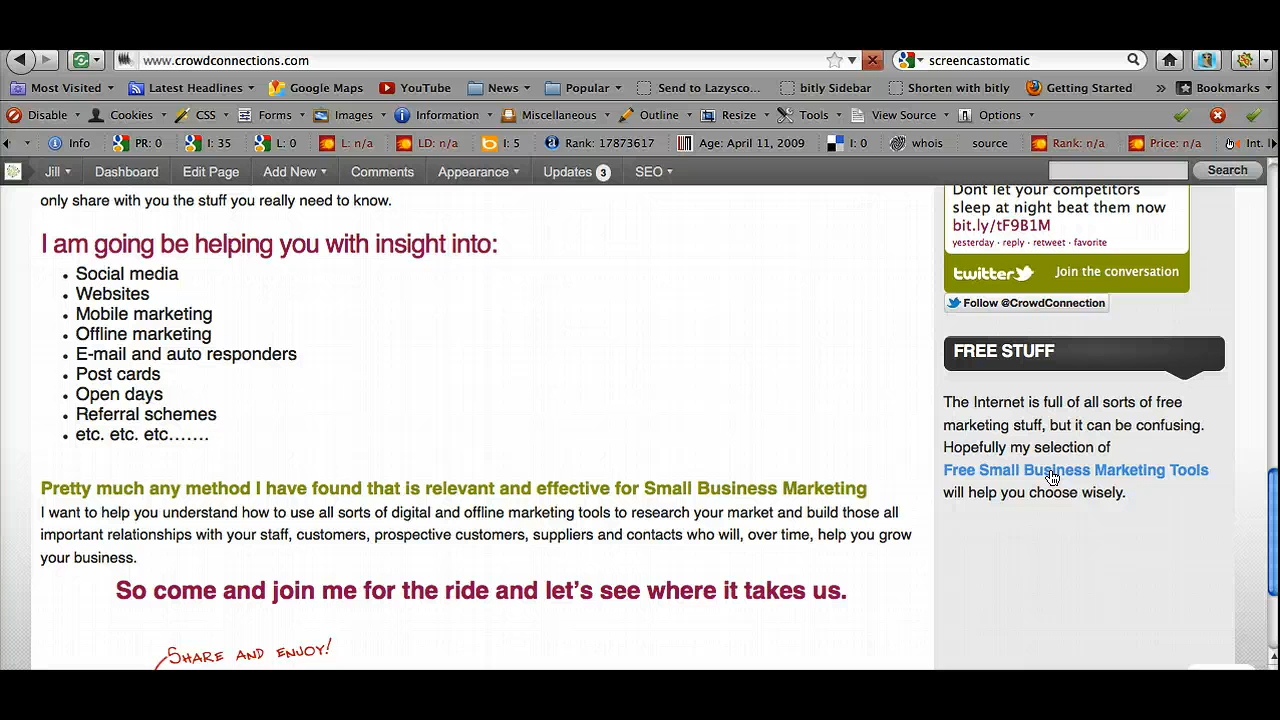 www.crowdconnections.com
screencastomatic
Most Visited Latest Headlines Google Maps YouTube News Popular Send to Lazysco... bitly Sidebar Shorten with bitly Getting Started » Bookmarks
Disable Cookies CSS Forms Images Information Miscellaneous Outline Resize Tools View Source Options
Info PR: 0 I: 35 L: 0 L: n/a LD: n/a I: 5 Rank: 17873617 Age: April 11, 2009 I: 0 whois source Rank: n/a Price: n/a Int. l
Jill Dashboard Edit Page Add New Comments Appearance Updates 3 SEO Search
only share with you the stuff you really need to know.
I am going be helping you with insight into:
• Social media
• Websites
• Mobile marketing
• Offline marketing
• E-mail and auto responders
• Post cards
• Open days
• Referral schemes
• etc. etc. etc…….
Pretty much any method I have found that is relevant and effective for Small Business Marketing
I want to help you understand how to use all sorts of digital and offline marketing tools to research your market and build those all
important relationships with your staff, customers, prospective customers, suppliers and contacts who will, over time, help you grow
your business.
So come and join me for the ride and let's see where it takes us.
SHARE AND ENJOY!
Dont let your competitors
sleep at night beat them now
bit.ly/tF9B1M
yesterday · reply · retweet · favorite
twitter Join the conversation
Follow @CrowdConnection
FREE STUFF
The Internet is full of all sorts of free
marketing stuff, but it can be confusing.
Hopefully my selection of
Free Small Business Marketing Tools
will help you choose wisely.